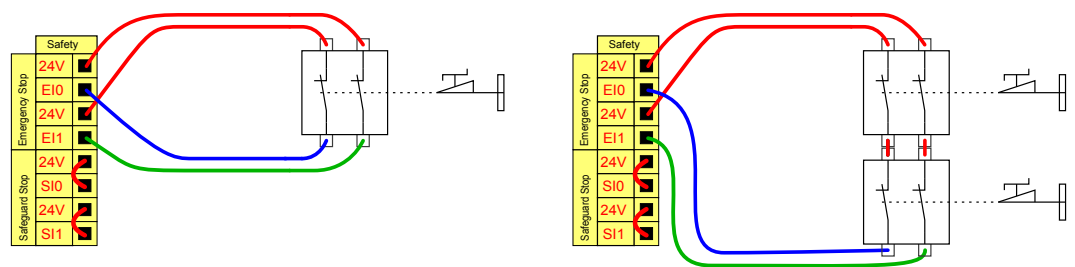 Safety
Emergency Stop
24V
EI0
24V
EI1
Safeguard Stop
24V
SI0
24V
SI1
Safety
Emergency Stop
24V
EI0
24V
EI1
Safeguard Stop
24V
SI0
24V
SI1